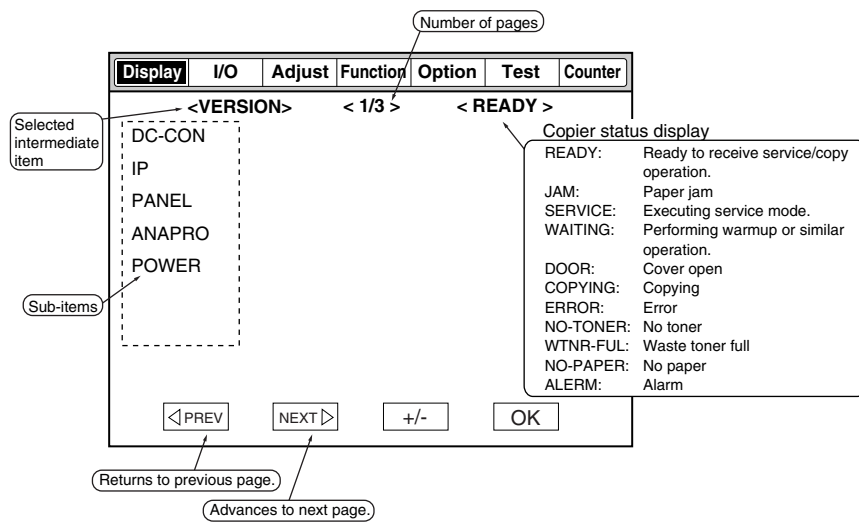 Number of pages
Display I/O Adjust Function Option Test Counter
<VERSION> < 1/3 > < READY >
Selected
intermediate
item
DC-CON
IP
PANEL
ANAPRO
POWER
Sub-items
Copier status display
READY: Ready to receive service/copy
operation.
JAM: Paper jam
SERVICE: Executing service mode.
WAITING: Performing warmup or similar
operation.
DOOR: Cover open
COPYING: Copying
ERROR: Error
NO-TONER: No toner
WTNR-FUL: Waste toner full
NO-PAPER: No paper
ALERM: Alarm
PREV NEXT +/- OK
Returns to previous page.
Advances to next page.